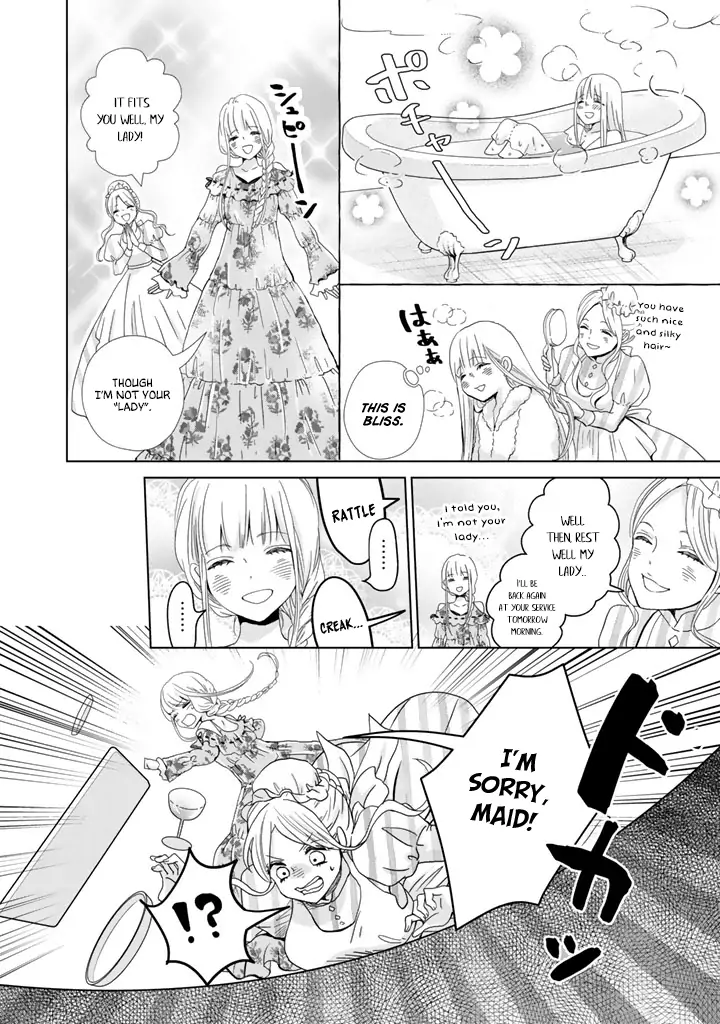 ポチャーン
You have
such nice
and silky
hair~
はぁぁ
THIS IS
BLISS.
IT FITS
YOU WELL, MY
LADY!
シュピーン
THOUGH
I'M NOT YOUR
"LADY".
WELL
THEN, REST
WELL MY
LADY..
I'LL BE
BACK AGAIN
AT YOUR SERVICE
TOMORROW
MORNING.
I told you,
I'm not your
lady...
RATTLE
CREAK...
......
......
I'M
SORRY,
MAID!
ドカッ
!?